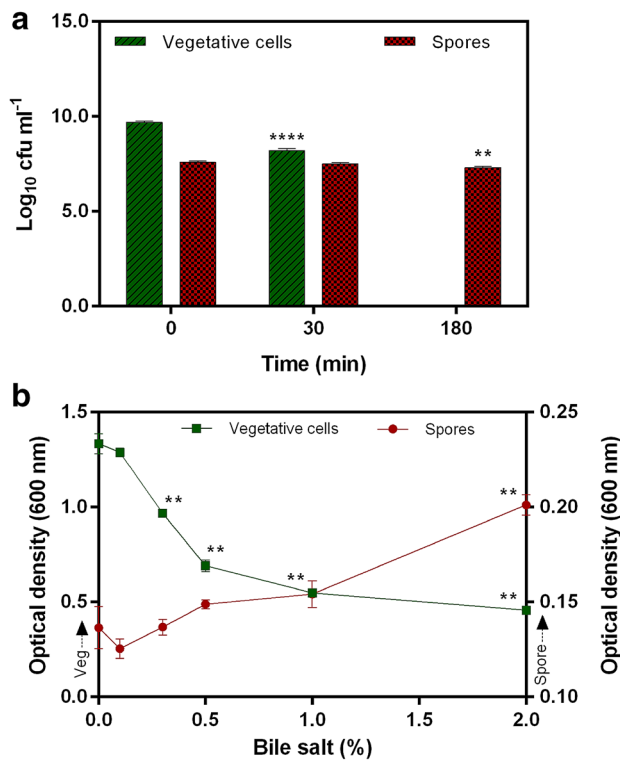 a
15.0
Vegetative cells Spores
10.0
****
**
5.0
0.0
Log10 cfu ml-1
0 30 180
Time (min)
b
1.5 0.25
Vegetative cells Spores
**
1.0 0.20
**
**
**
**
0.5 0.15
0.0 0.10
Optical density (600 nm)
Veg
Spore
Optical density (600 nm)
0.0 0.5 1.0 2.0
Bile salt (%)